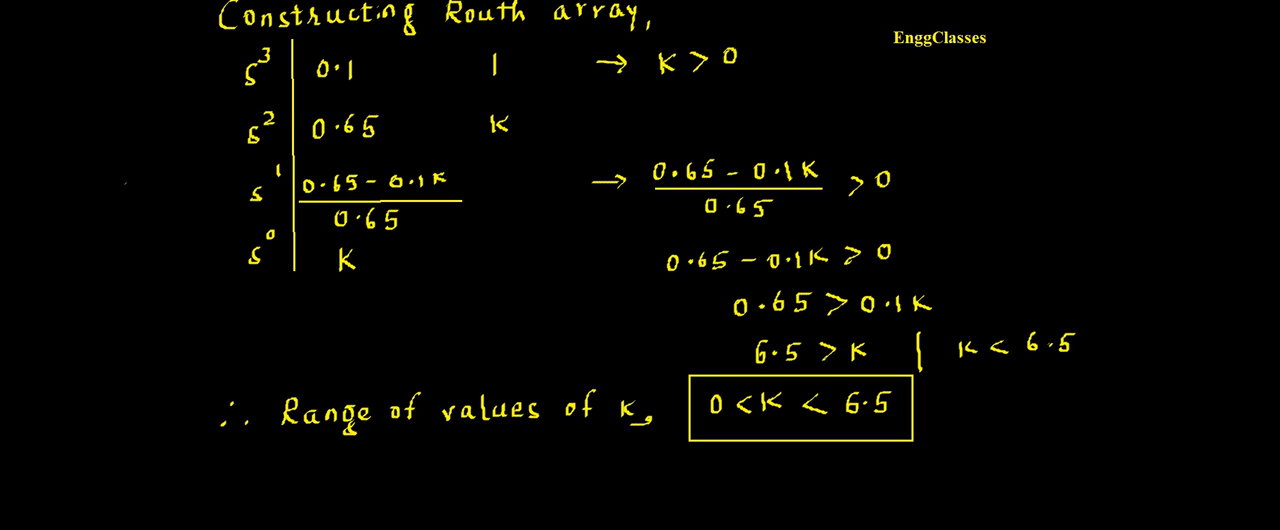 Constructing Routh array,
EnggClasses
s³ | 0.1 1 → K > 0
s² | 0.65 K
s¹ | (0.65 - 0.1K)/0.65 → (0.65 - 0.1K)/0.65 > 0
s⁰ | K
0.65 - 0.1K > 0
0.65 > 0.1K
6.5 > K | K < 6.5
∴ Range of values of K, 0 < K < 6.5